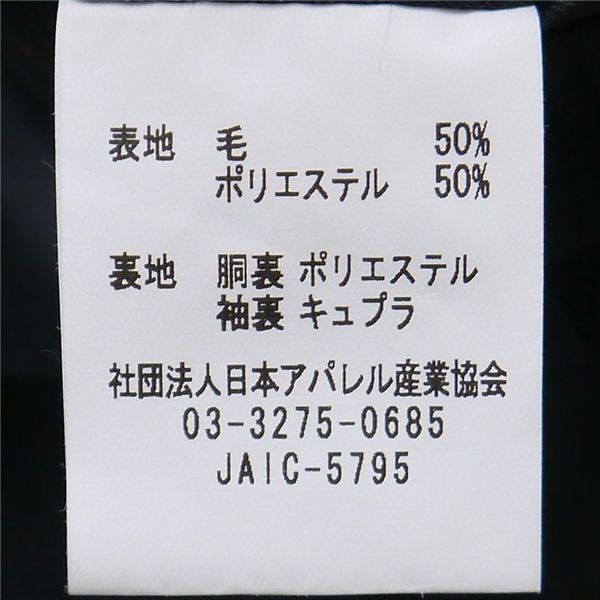 表地 毛 50%
ポリエステル 50%
裏地 胴裏 ポリエステル
袖裏 キュプラ
社団法人日本アパレル産業協会
03-3275-0685
JAIC-5795